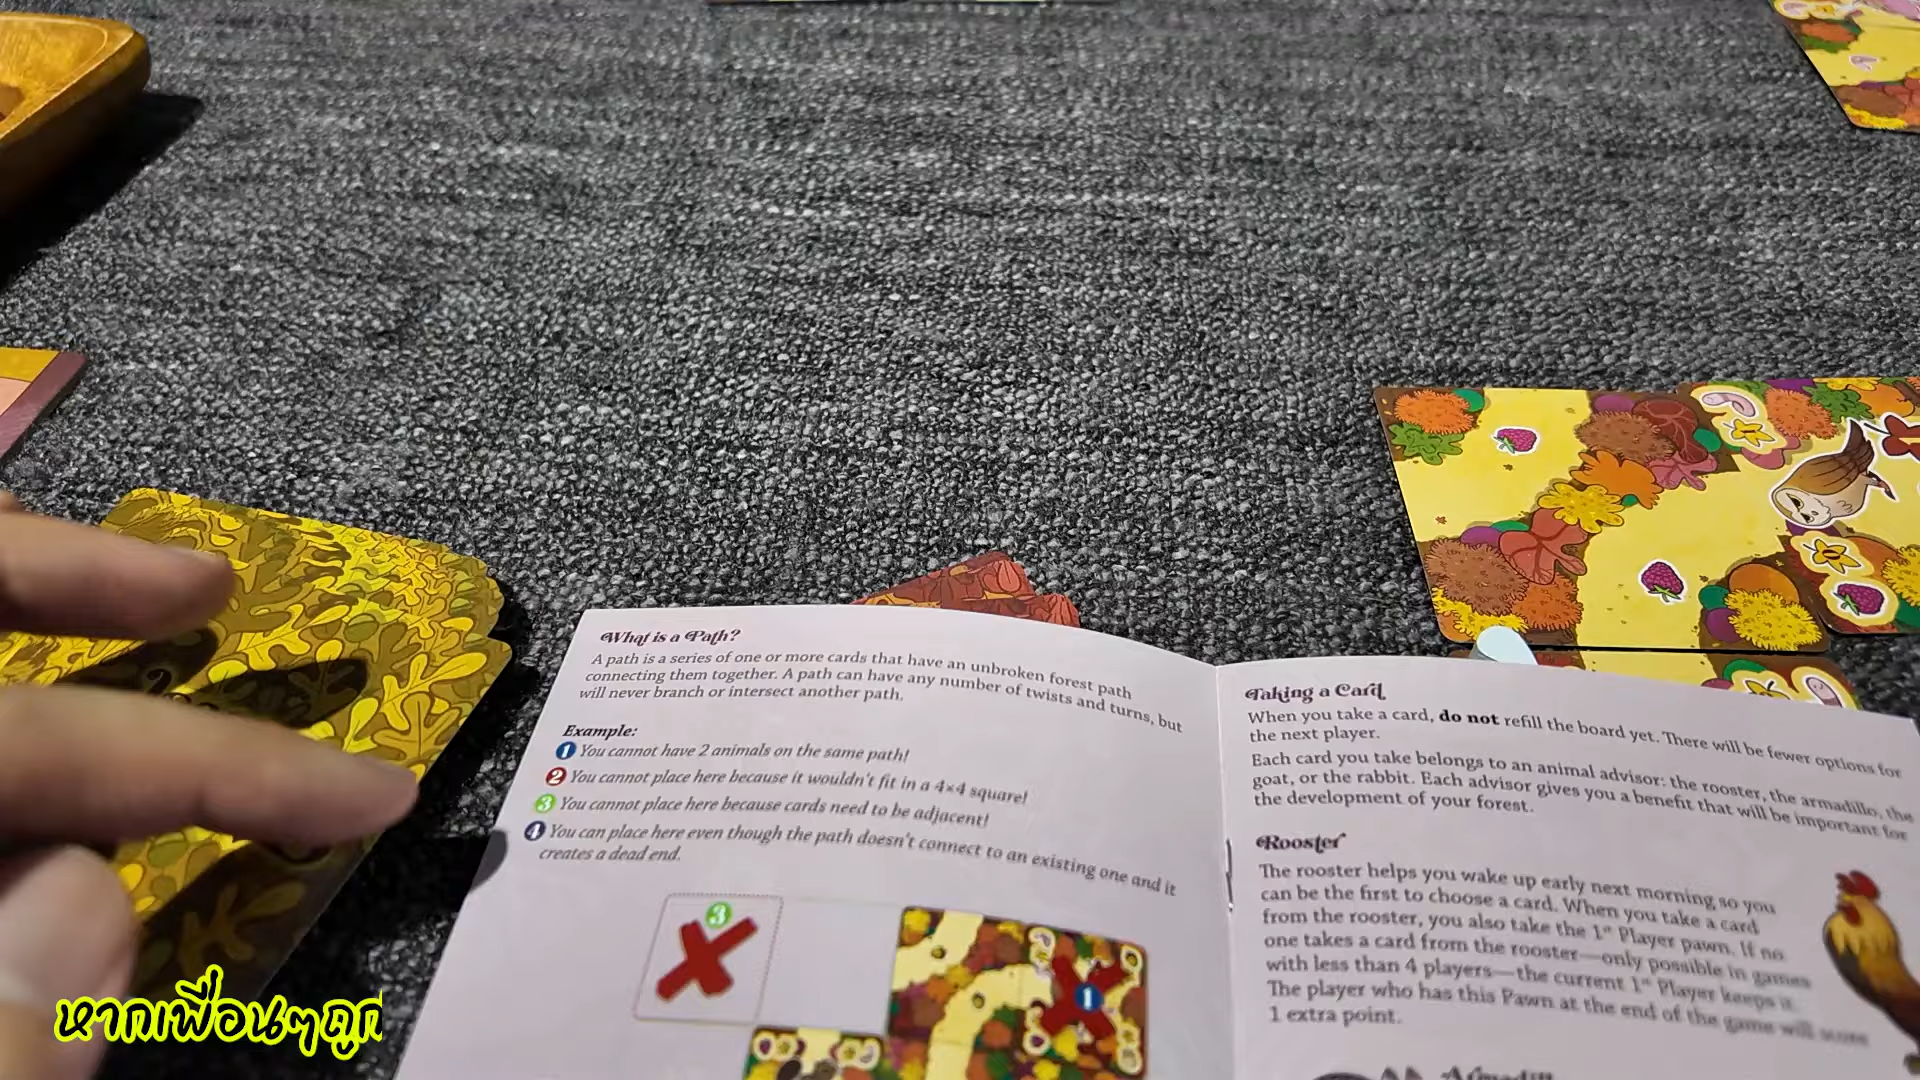 What is a Path?
A path is a series of one or more cards that have an unbroken forest path
connecting them together. A path can have any number of twists and turns, but
will never branch or intersect another path.
Example:
1 You cannot have 2 animals on the same path!
2 You cannot place here because it wouldn't fit in a 4×4 square!
3 You cannot place here because cards need to be adjacent!
4 You can place here even though the path doesn't connect to an existing one and it
creates a dead end.
3
1
Taking a Card
When you take a card, do not refill the board yet. There will be fewer options for
the next player.
Each card you take belongs to an animal advisor: the rooster, the armadillo, the
goat, or the rabbit. Each advisor gives you a benefit that will be important for
the development of your forest.
Rooster
The rooster helps you wake up early next morning so you
can be the first to choose a card. When you take a card
from the rooster, you also take the 1st Player pawn. If no
one takes a card from the rooster—only possible in games
with less than 4 players—the current 1st Player keeps it.
The player who has this Pawn at the end of the game will score
1 extra point.
หากเพื่อนๆถูก